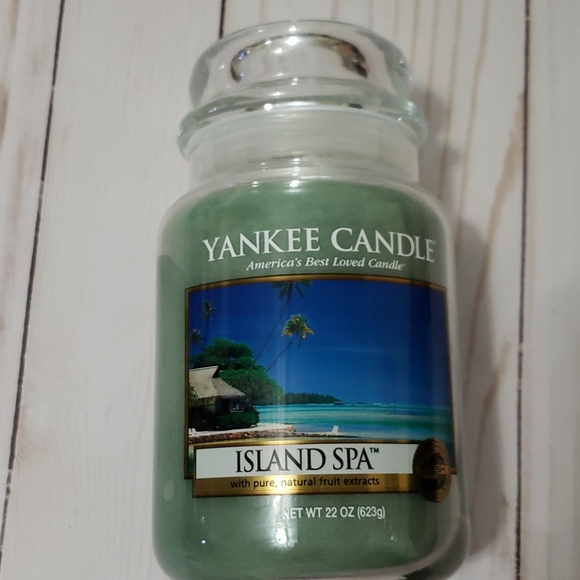 YANKEE CANDLE
America's Best Loved Candle
ISLAND SPA™
with pure, natural fruit extracts
NET WT 22 OZ (623g)